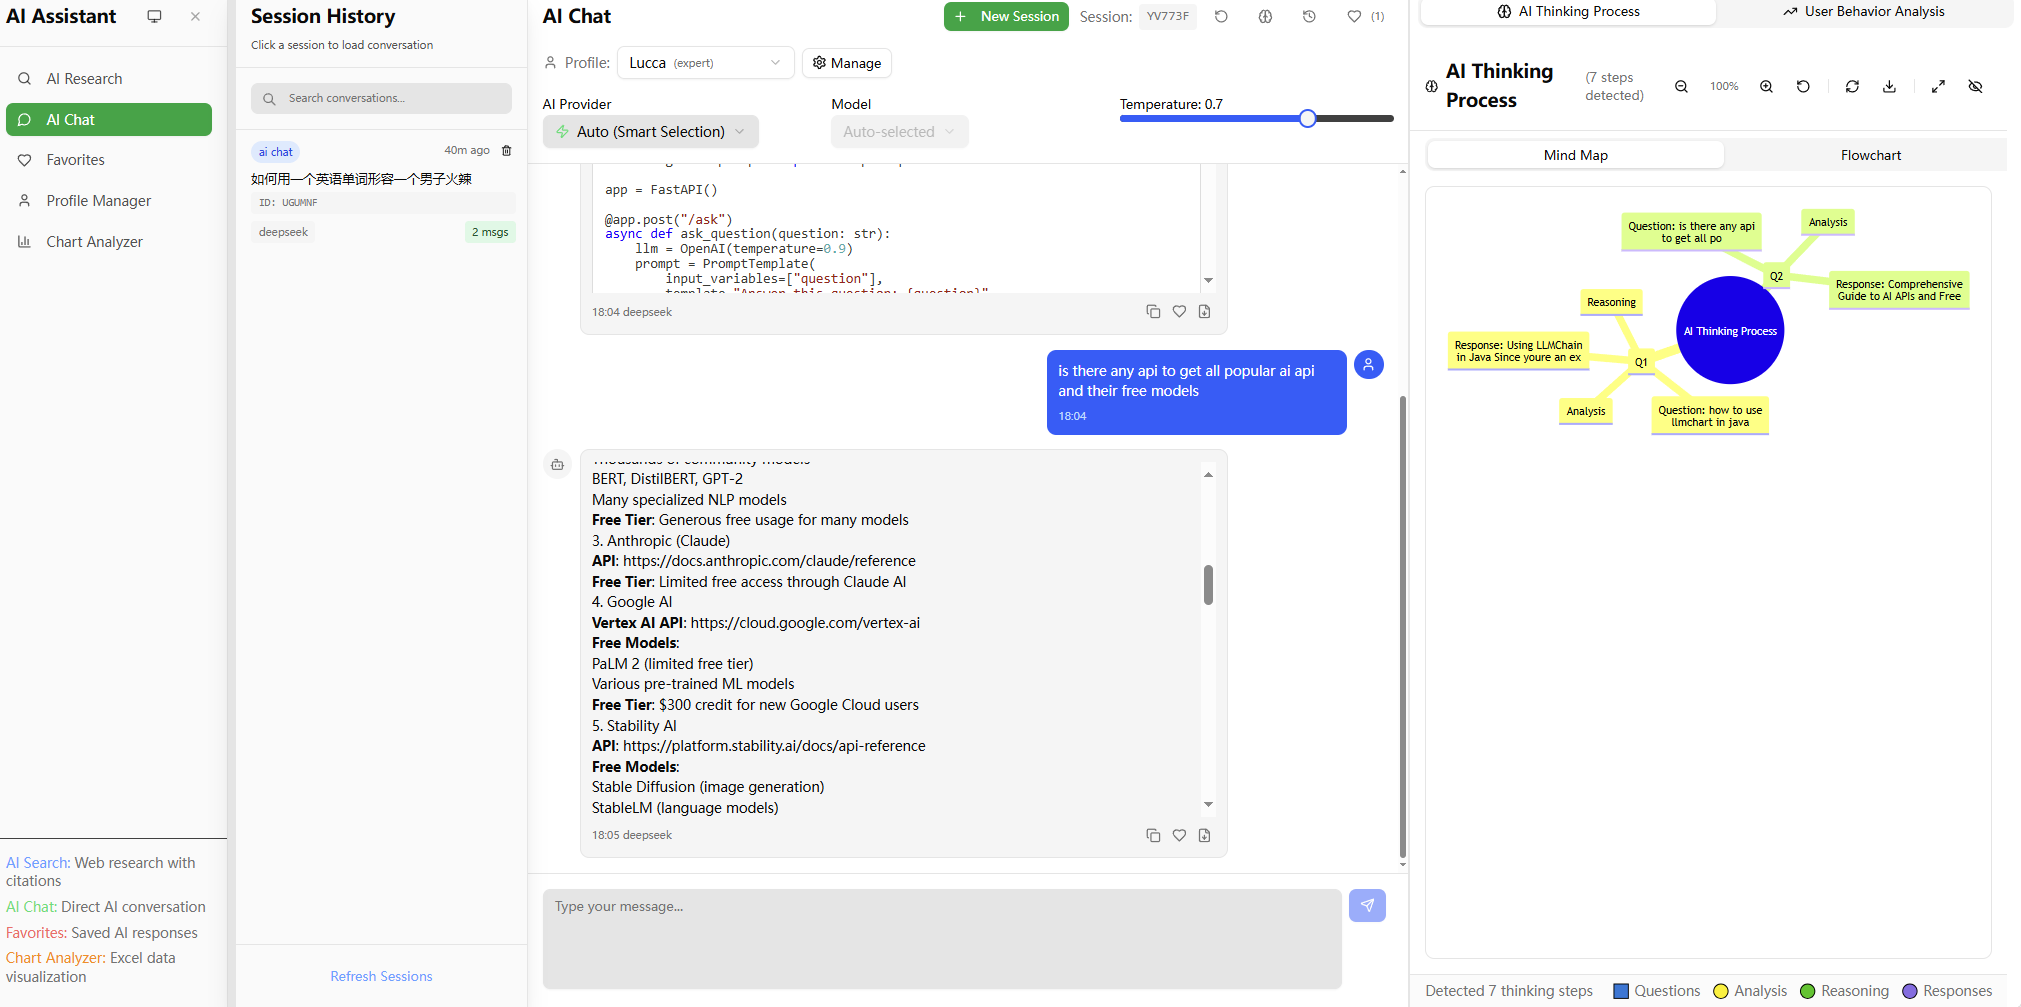 AI Assistant
AI Research
AI Chat
Favorites
Profile Manager
Chart Analyzer
AI Search: Web research with
citations
AI Chat: Direct AI conversation
Favorites: Saved AI responses
Chart Analyzer: Excel data
visualization
Session History
Click a session to load conversation
Search conversations...
ai chat
40m ago
如何用一个英语单词形容一个男子火辣
ID: UGUMNF
deepseek
2 msgs
Refresh Sessions
AI Chat
New Session
Session:
YV773F
(1)
Profile:
Lucca (expert)
Manage
AI Provider
Auto (Smart Selection)
Model
Auto-selected
Temperature: 0.7
app = FastAPI()
@app.post("/ask")
async def ask_question(question: str):
llm = OpenAI(temperature=0.9)
prompt = PromptTemplate(
input_variables=["question"],
template="Answer this question: {question}"
18:04 deepseek
is there any api to get all popular ai api
and their free models
18:04
Thousands of community models
BERT, DistilBERT, GPT-2
Many specialized NLP models
Free Tier: Generous free usage for many models
3. Anthropic (Claude)
API: https://docs.anthropic.com/claude/reference
Free Tier: Limited free access through Claude AI
4. Google AI
Vertex AI API: https://cloud.google.com/vertex-ai
Free Models:
PaLM 2 (limited free tier)
Various pre-trained ML models
Free Tier: $300 credit for new Google Cloud users
5. Stability AI
API: https://platform.stability.ai/docs/api-reference
Free Models:
Stable Diffusion (image generation)
StableLM (language models)
18:05 deepseek
Type your message...
AI Thinking Process
User Behavior Analysis
AI Thinking
Process
(7 steps
detected)
100%
Mind Map
Flowchart
Question: is there any api
to get all po
Analysis
Q2
Response: Comprehensive
Guide to AI APIs and Free
Reasoning
AI Thinking Process
Response: Using LLMChain
in Java Since youre an ex
Q1
Analysis
Question: how to use
llmchart in java
Detected 7 thinking steps
Questions
Analysis
Reasoning
Responses